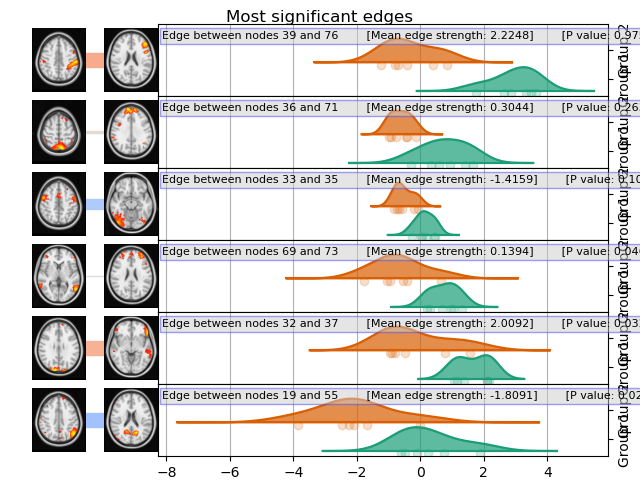 Most significant edges
Edge between nodes 39 and 76 [Mean edge strength: 2.2248] [P value: 0.97
Edge between nodes 36 and 71 [Mean edge strength: 0.3044] [P value: 0.26
Edge between nodes 33 and 35 [Mean edge strength: -1.4159] [P value: 0.10
Edge between nodes 69 and 73 [Mean edge strength: 0.1394] [P value: 0.04
Edge between nodes 32 and 37 [Mean edge strength: 2.0092] [P value: 0.03
Edge between nodes 19 and 55 [Mean edge strength: -1.8091] [P value: 0.02
−8 −6 −4 −2 0 2 4